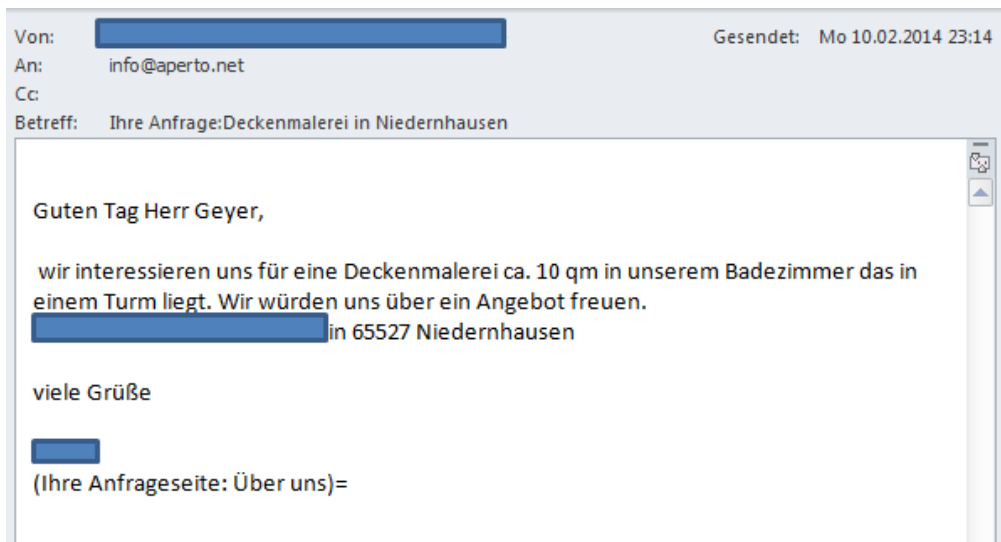 Von: Gesendet: Mo 10.02.2014 23:14
An: info@aperto.net
Cc:
Betreff: Ihre Anfrage:Deckenmalerei in Niedernhausen
Guten Tag Herr Geyer,
wir interessieren uns für eine Deckenmalerei ca. 10 qm in unserem Badezimmer das in
einem Turm liegt. Wir würden uns über ein Angebot freuen.
in 65527 Niedernhausen
viele Grüße
(Ihre Anfrageseite: Über uns)=